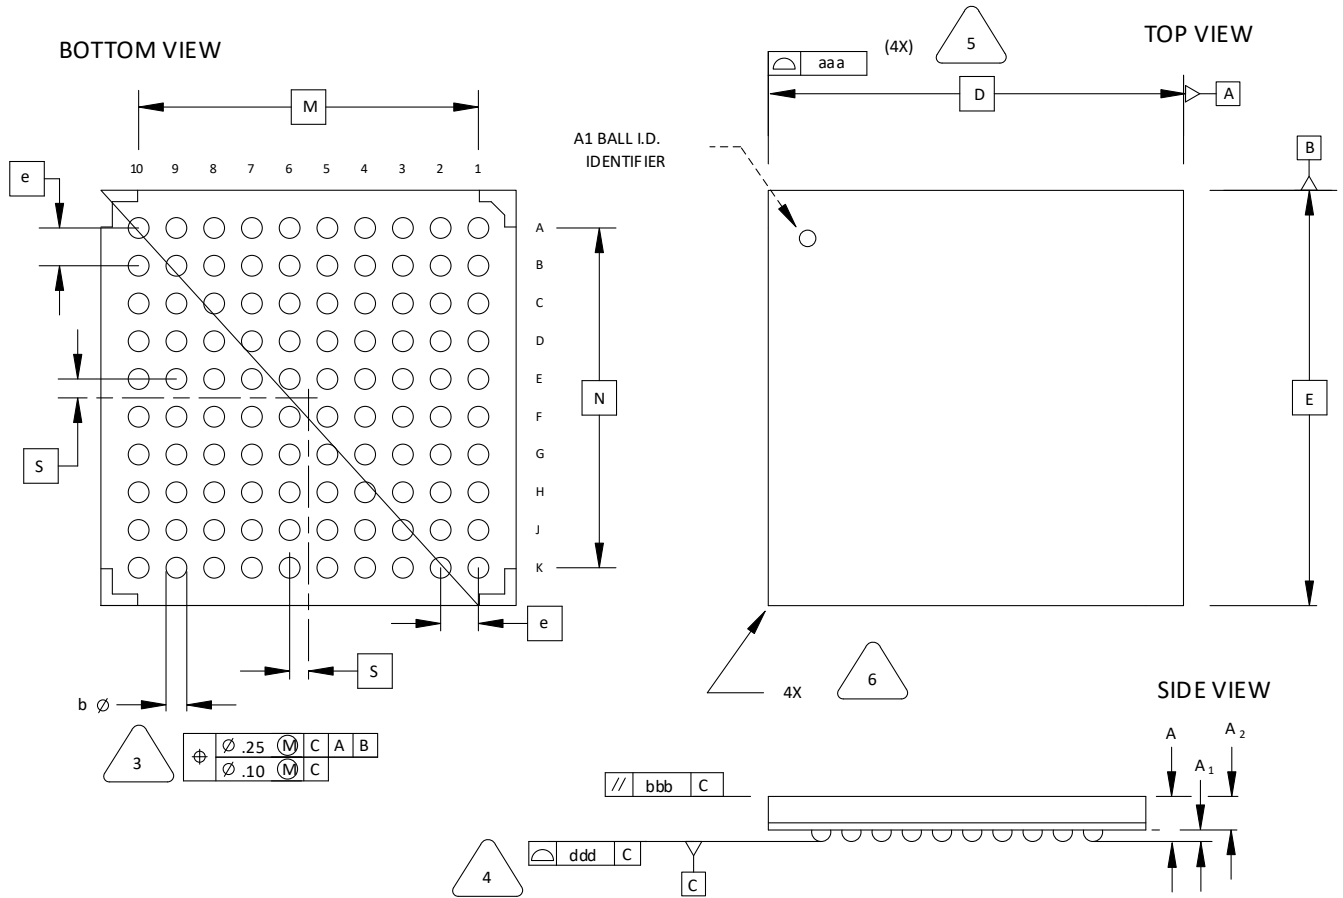 BOTTOM VIEW
TOP VIEW
aaa
(4X)
5
M
D
A
A1 BALL I.D.
IDENTIFIER
B
10 9 8 7 6 5 4 3 2 1
e
A
B
C
D
E
F
G
H
J
K
N
E
S
e
S
b Ø
3
Ø .25 Ⓜ C A B
Ø .10 Ⓜ C
4X
6
SIDE VIEW
A
A1
A2
// bbb C
ddd C
4
C